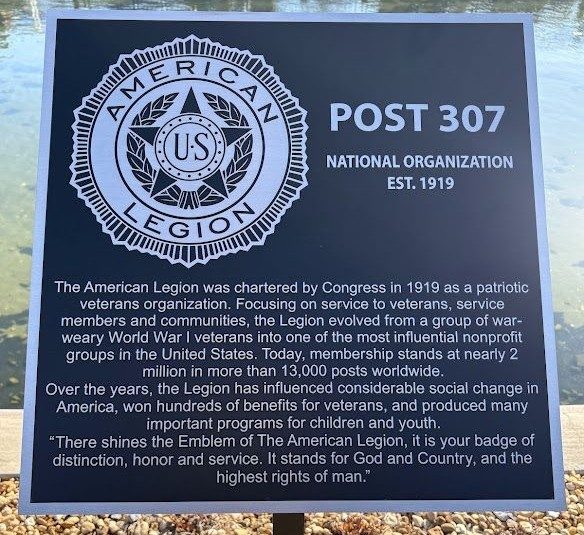 AMERICAN
U·S
LEGION
POST 307
NATIONAL ORGANIZATION
EST. 1919
The American Legion was chartered by Congress in 1919 as a patriotic
veterans organization. Focusing on service to veterans, service
members and communities, the Legion evolved from a group of war-
weary World War I veterans into one of the most influential nonprofit
groups in the United States. Today, membership stands at nearly 2
million in more than 13,000 posts worldwide.
Over the years, the Legion has influenced considerable social change in
America, won hundreds of benefits for veterans, and produced many
important programs for children and youth.
“There shines the Emblem of The American Legion, it is your badge of
distinction, honor and service. It stands for God and Country, and the
highest rights of man.”